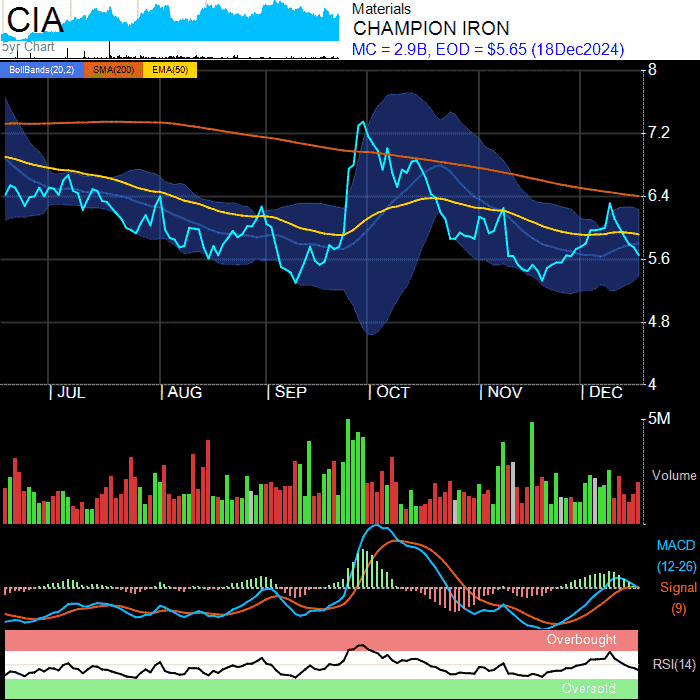 CIA
5yr Chart
Materials
CHAMPION IRON
MC = 2.9B, EOD = $5.65 (18Dec2024)
BollBands(20,2) SMA(200) EMA(50)
8
7.2
6.4
5.6
4.8
4
JUL AUG SEP OCT NOV DEC
5M
Volume
MACD
(12-26)
Signal
(9)
Overbought
RSI(14)
Oversold